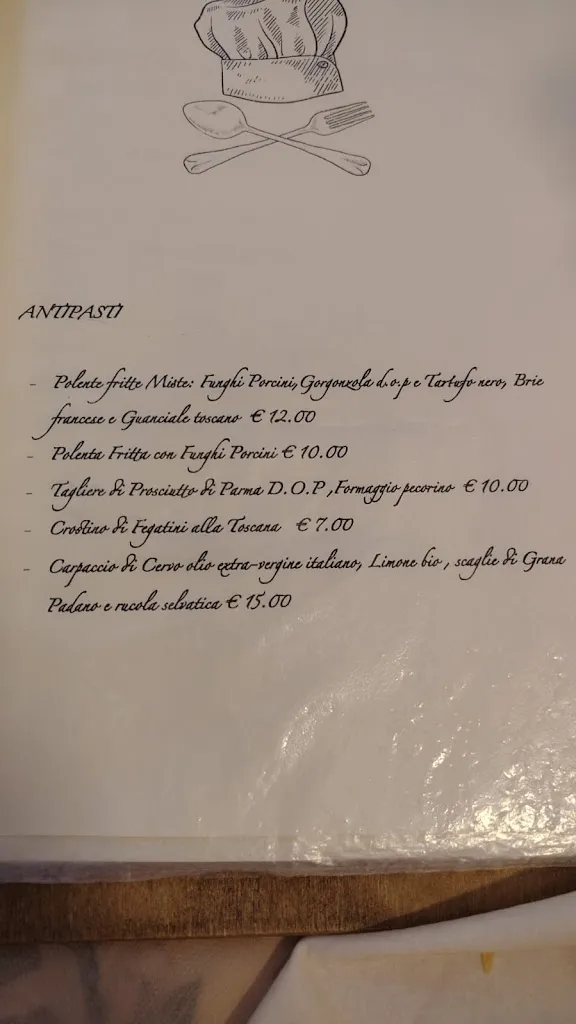 ANTIPASTI
- Polente fritte Miste: Funghi Porcini, Gorgonzola d.o.p e Tartufo nero, Brie
francese e Guanciale toscano € 12.00
- Polenta Fritta con Funghi Porcini € 10.00
- Tagliere di Prosciutto di Parma D.O.P ,Formaggio pecorino € 10.00
- Crostino di Fegatini alla Toscana € 7.00
- Carpaccio di Cervo olio extra-vergine italiano, Limone bio , scaglie di Grana
Padano e rucola selvatica € 15.00